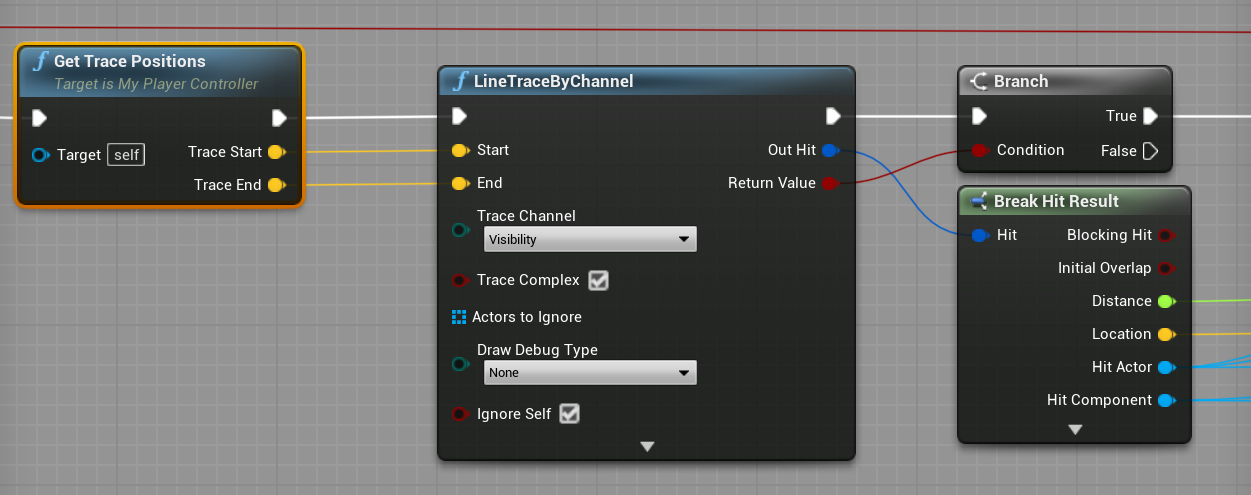 Get Trace Positions
Target is My Player Controller
Target self
Trace Start
Trace End
LineTraceByChannel
Start
Out Hit
End
Return Value
Trace Channel
Visibility
Trace Complex
Actors to Ignore
Draw Debug Type
None
Ignore Self
Branch
True
Condition
False
Break Hit Result
Hit
Blocking Hit
Initial Overlap
Distance
Location
Hit Actor
Hit Component